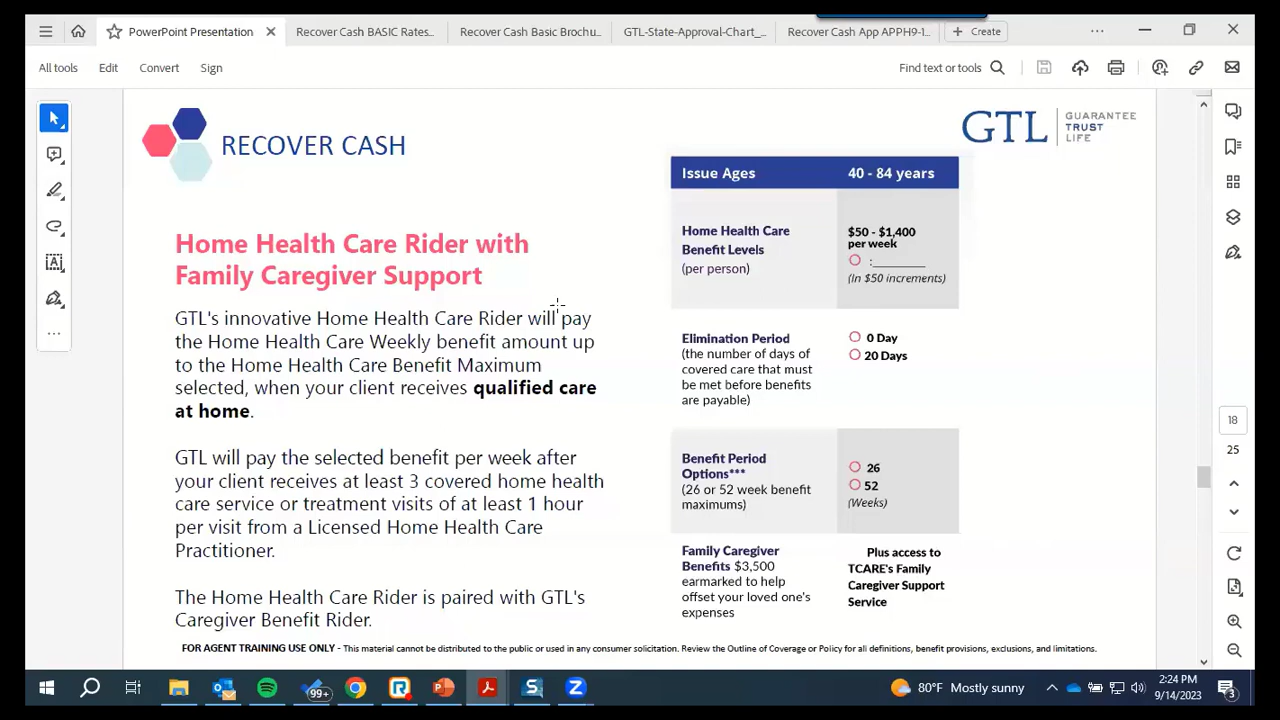 PowerPoint Presentation
Recover Cash BASIC Rates...
Recover Cash Basic Brochu...
GTL-State-Approval-Chart_...
Recover Cash App APPH9-1...
Create
All tools
Edit
Convert
Sign
Find text or tools
RECOVER CASH
GTL
GUARANTEE
TRUST
LIFE
Home Health Care Rider with
Family Caregiver Support
GTL's innovative Home Health Care Rider will pay
the Home Health Care Weekly benefit amount up
to the Home Health Care Benefit Maximum
selected, when your client receives qualified care
at home.
GTL will pay the selected benefit per week after
your client receives at least 3 covered home health
care service or treatment visits of at least 1 hour
per visit from a Licensed Home Health Care
Practitioner.
The Home Health Care Rider is paired with GTL's
Caregiver Benefit Rider.
Issue Ages
40 - 84 years
Home Health Care
Benefit Levels
(per person)
$50 - $1,400
per week
:________
(In $50 increments)
Elimination Period
(the number of days of
covered care that must
be met before benefits
are payable)
0 Day
20 Days
Benefit Period
Options***
(26 or 52 week benefit
maximums)
26
52
(Weeks)
Family Caregiver
Benefits $3,500
earmarked to help
offset your loved one's
expenses
Plus access to
TCARE's Family
Caregiver Support
Service
FOR AGENT TRAINING USE ONLY - This material cannot be distributed to the public or used in any consumer solicitation. Review the Outline of Coverage or Policy for all definitions, benefit provisions, exclusions, and limitations.
18
25
99+
80°F Mostly sunny
2:24 PM
9/14/2023
3